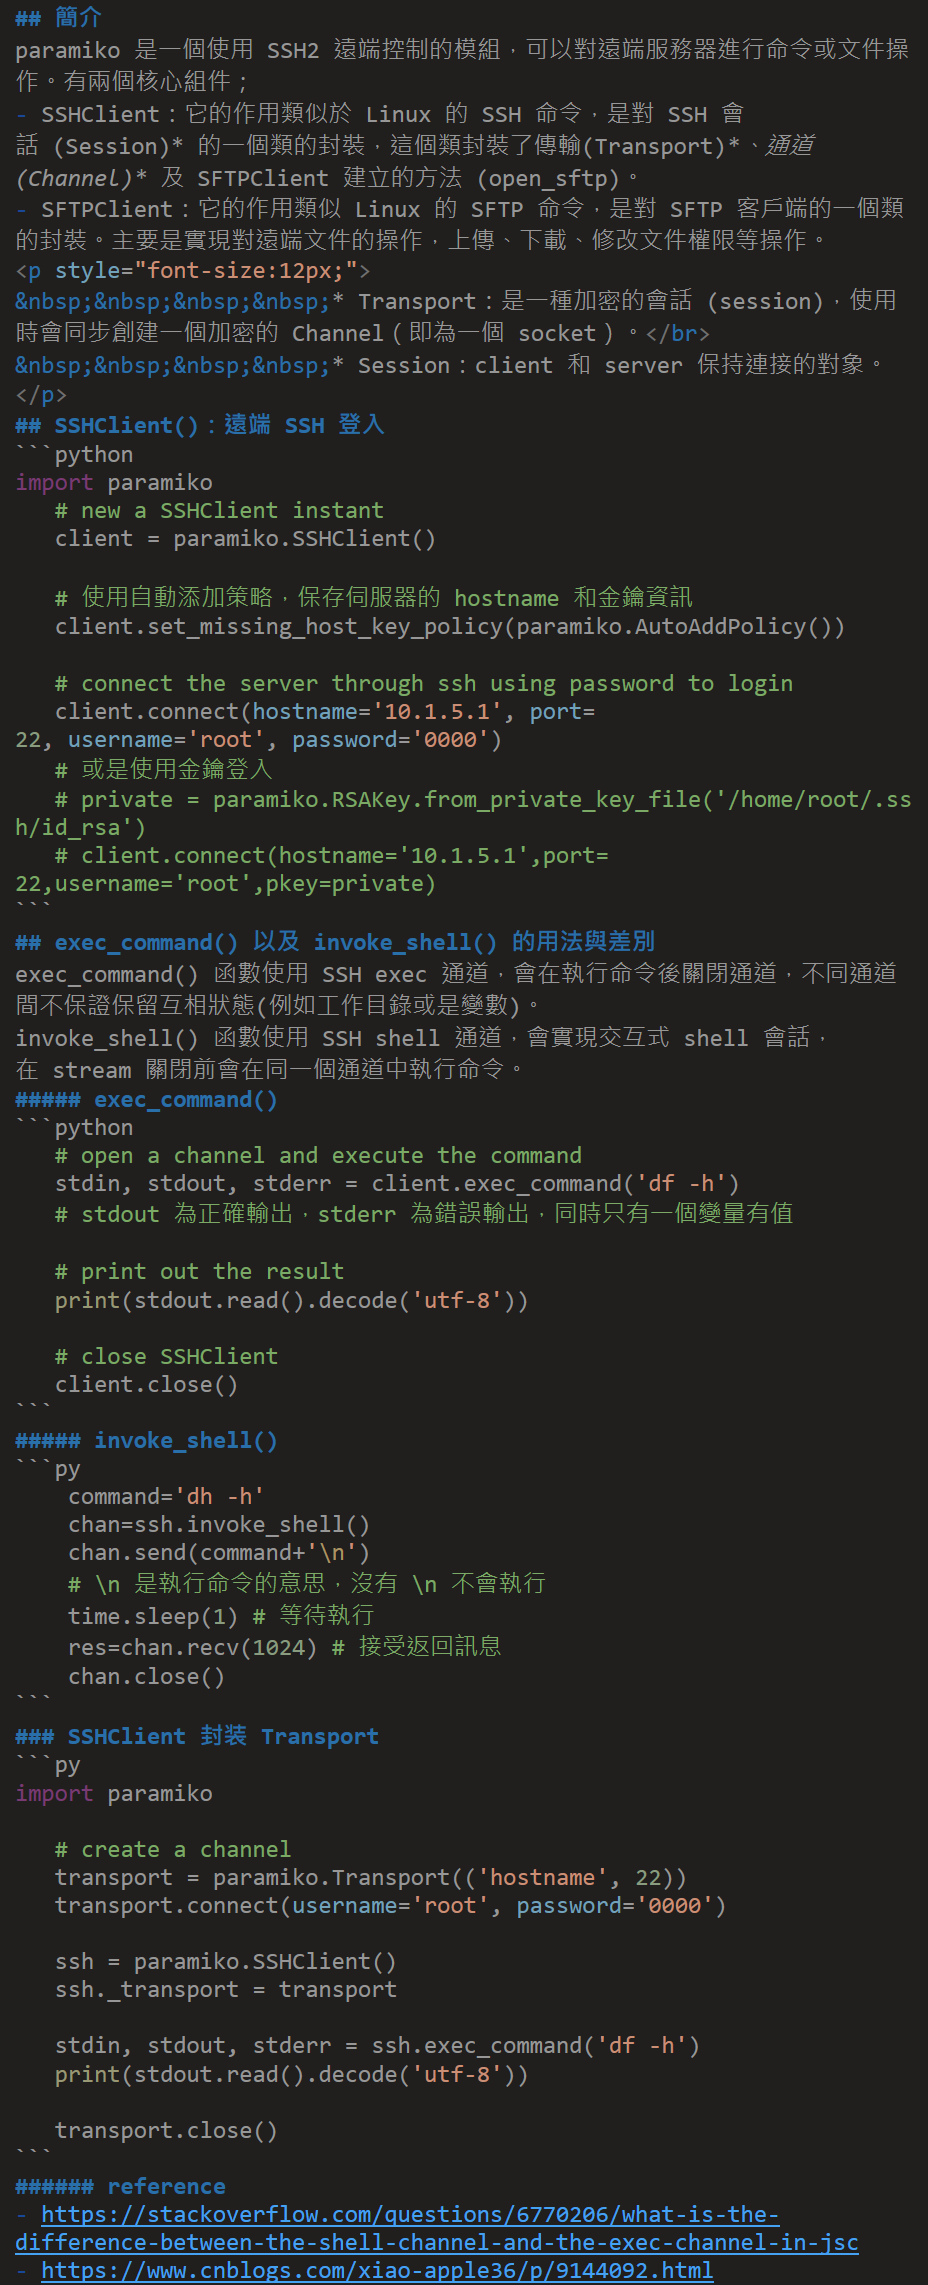 ## 簡介
paramiko 是一個使用 SSH2 遠端控制的模組，可以對遠端服務器進行命令或文件操
作。有兩個核心組件；
- SSHClient：它的作用類似於 Linux 的 SSH 命令，是對 SSH 會
話 (Session)* 的一個類的封裝，這個類封裝了傳輸(Transport)*、通道
(Channel)* 及 SFTPClient 建立的方法 (open_sftp)。
- SFTPClient：它的作用類似 Linux 的 SFTP 命令，是對 SFTP 客戶端的一個類
的封裝。主要是實現對遠端文件的操作，上傳、下載、修改文件權限等操作。
<p style="font-size:12px;">
&nbsp;&nbsp;&nbsp;&nbsp;* Transport：是一種加密的會話 (session)，使用
時會同步創建一個加密的 Channel（即為一個 socket）。</br>
&nbsp;&nbsp;&nbsp;&nbsp;* Session：client 和 server 保持連接的對象。
</p>
## SSHClient()：遠端 SSH 登入
```python
import paramiko
   # new a SSHClient instant
   client = paramiko.SSHClient()

   # 使用自動添加策略，保存伺服器的 hostname 和金鑰資訊
   client.set_missing_host_key_policy(paramiko.AutoAddPolicy())

   # connect the server through ssh using password to login
   client.connect(hostname='10.1.5.1', port=
22, username='root', password='0000')
   # 或是使用金鑰登入
   # private = paramiko.RSAKey.from_private_key_file('/home/root/.ss
h/id_rsa')
   # client.connect(hostname='10.1.5.1',port=
22,username='root',pkey=private)
```
## exec_command() 以及 invoke_shell() 的用法與差別
exec_command() 函數使用 SSH exec 通道，會在執行命令後關閉通道，不同通道
間不保證保留互相狀態(例如工作目錄或是變數)。
invoke_shell() 函數使用 SSH shell 通道，會實現交互式 shell 會話，
在 stream 關閉前會在同一個通道中執行命令。
##### exec_command()
```python
   # open a channel and execute the command
   stdin, stdout, stderr = client.exec_command('df -h')
   # stdout 為正確輸出，stderr 為錯誤輸出，同時只有一個變量有值

   # print out the result
   print(stdout.read().decode('utf-8'))

   # close SSHClient
   client.close()
```
##### invoke_shell()
```py
    command='dh -h'
    chan=ssh.invoke_shell()
    chan.send(command+'\n')
    # \n 是執行命令的意思，沒有 \n 不會執行
    time.sleep(1) # 等待執行
    res=chan.recv(1024) # 接受返回訊息
    chan.close()
```
### SSHClient 封装 Transport
```py
import paramiko

   # create a channel
   transport = paramiko.Transport(('hostname', 22))
   transport.connect(username='root', password='0000')

   ssh = paramiko.SSHClient()
   ssh._transport = transport

   stdin, stdout, stderr = ssh.exec_command('df -h')
   print(stdout.read().decode('utf-8'))

   transport.close()
```
###### reference
- https://stackoverflow.com/questions/6770206/what-is-the-
difference-between-the-shell-channel-and-the-exec-channel-in-jsc
- https://www.cnblogs.com/xiao-apple36/p/9144092.html